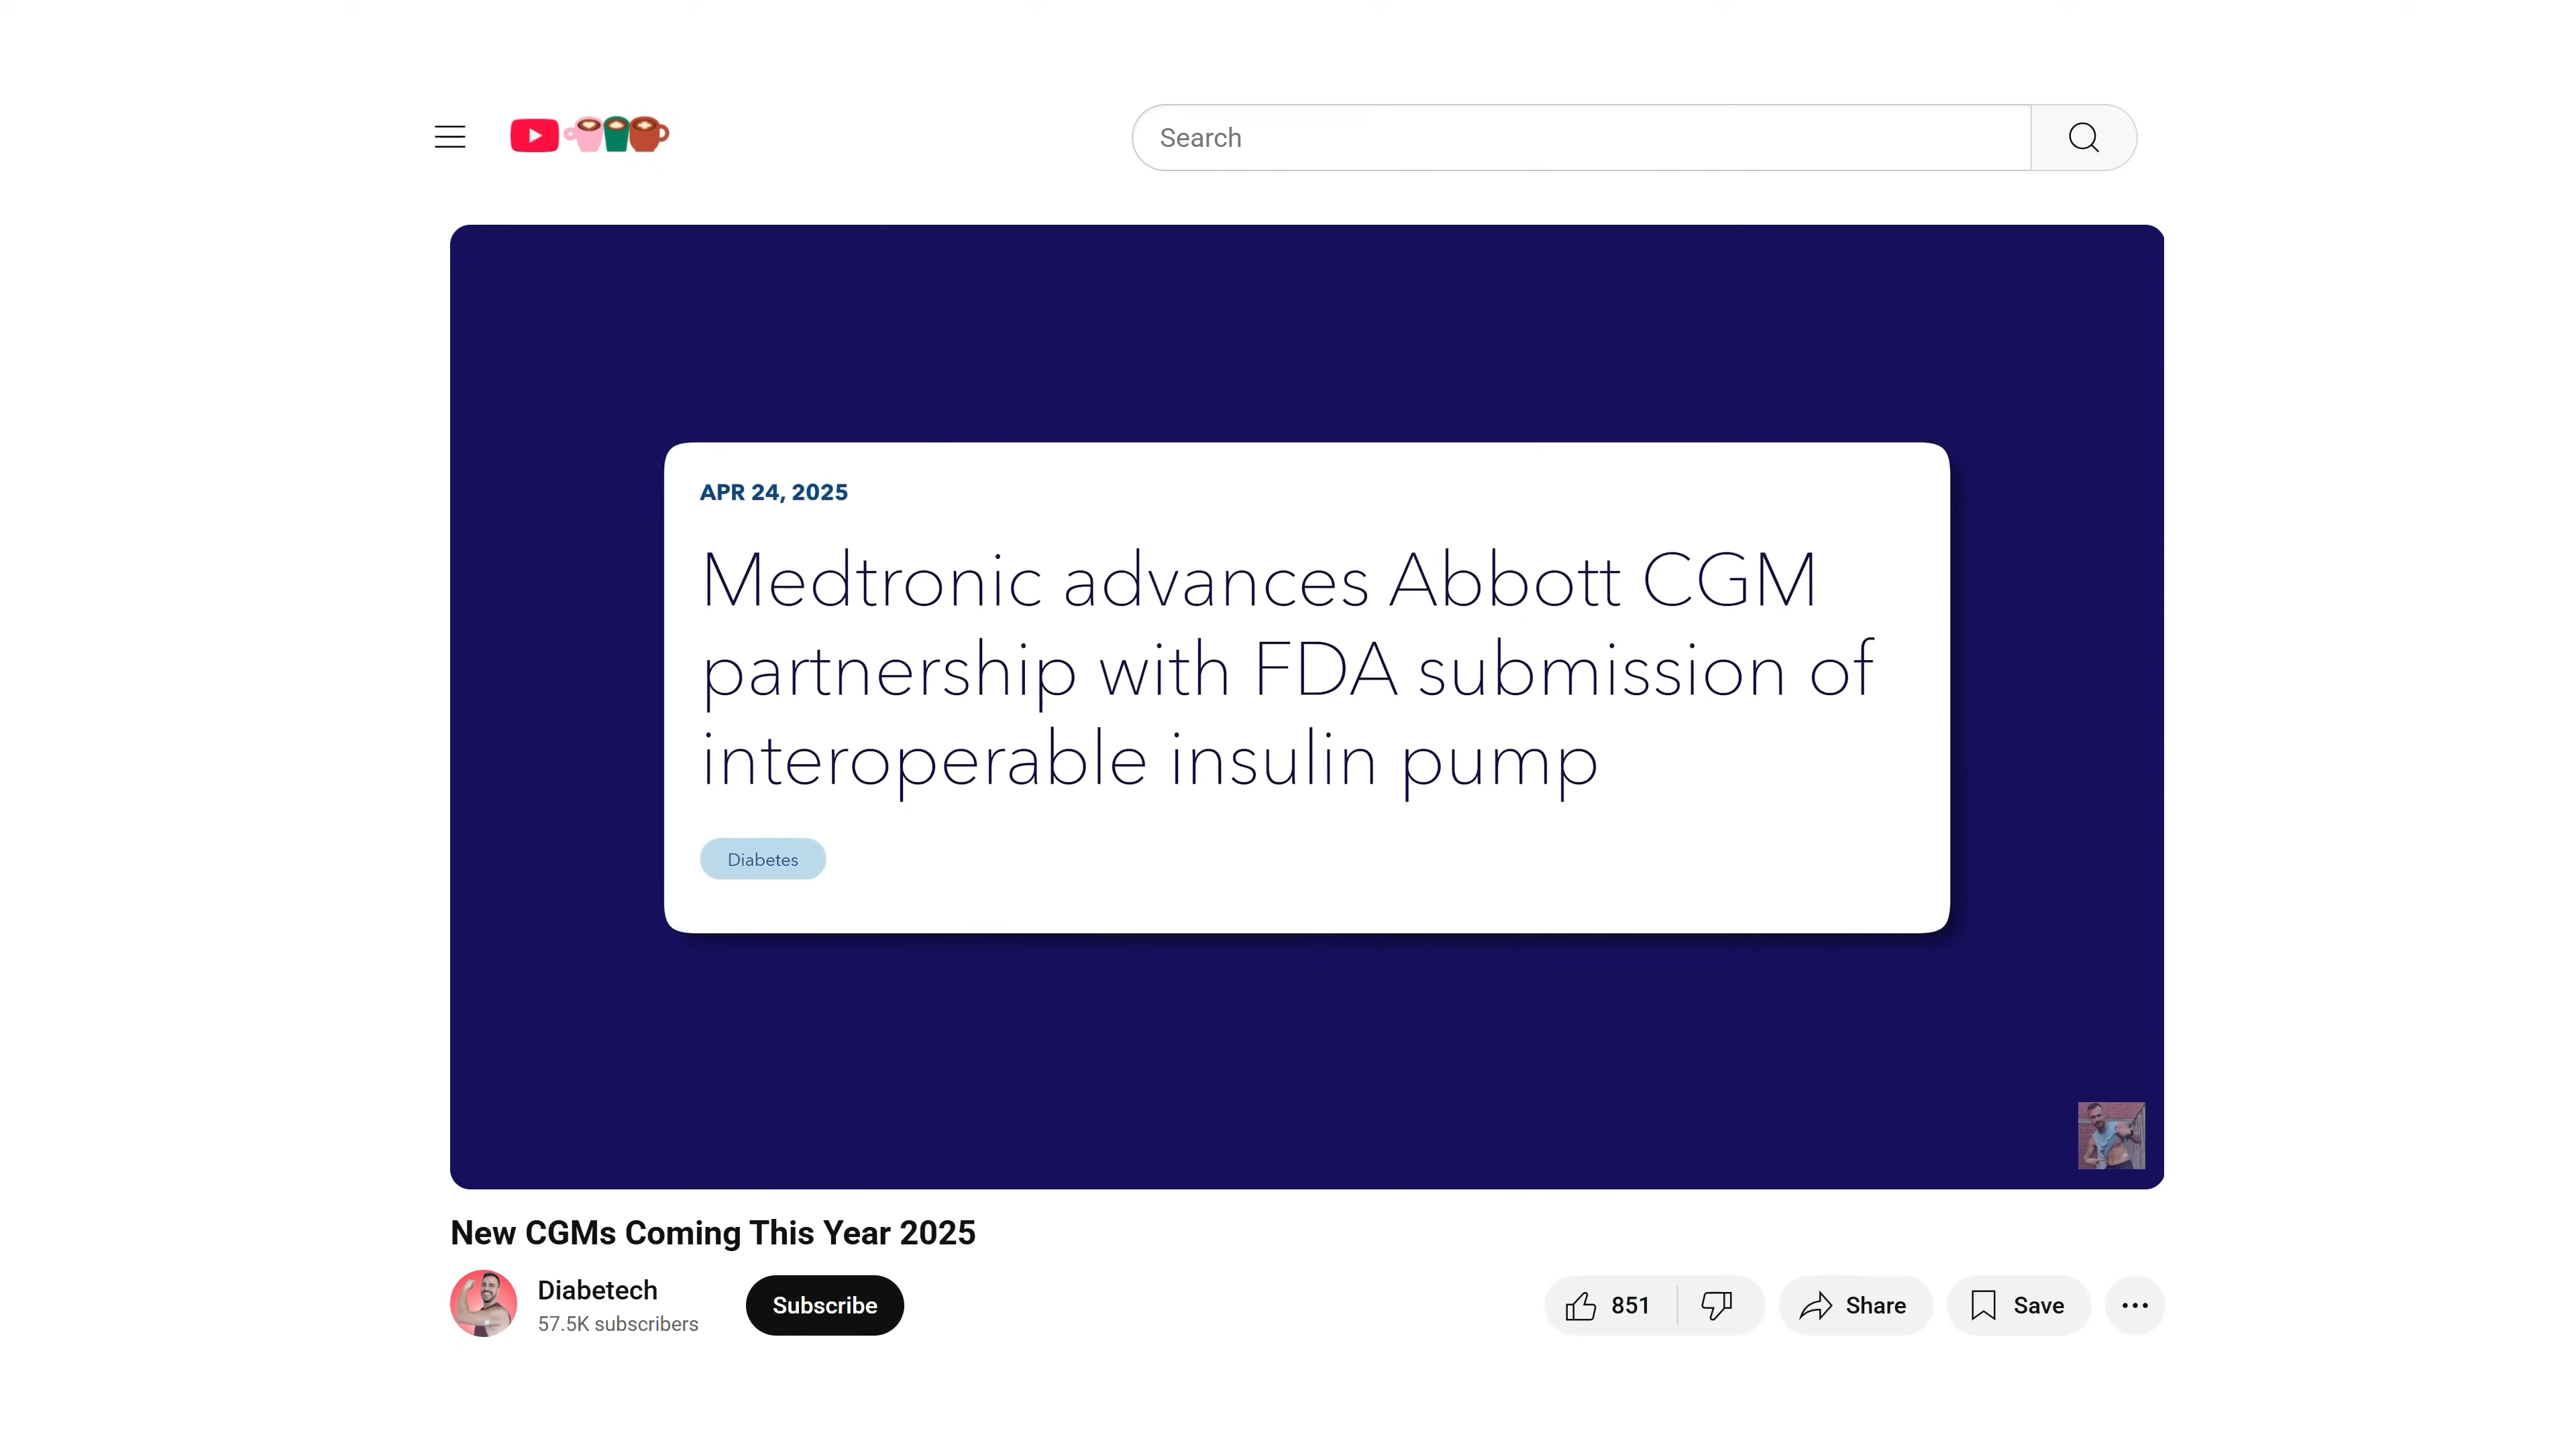 Search
APR 24, 2025
Medtronic advances Abbott CGM
partnership with FDA submission of
interoperable insulin pump
Diabetes
New CGMs Coming This Year 2025
Diabetech
57.5K subscribers
Subscribe
851
Share
Save